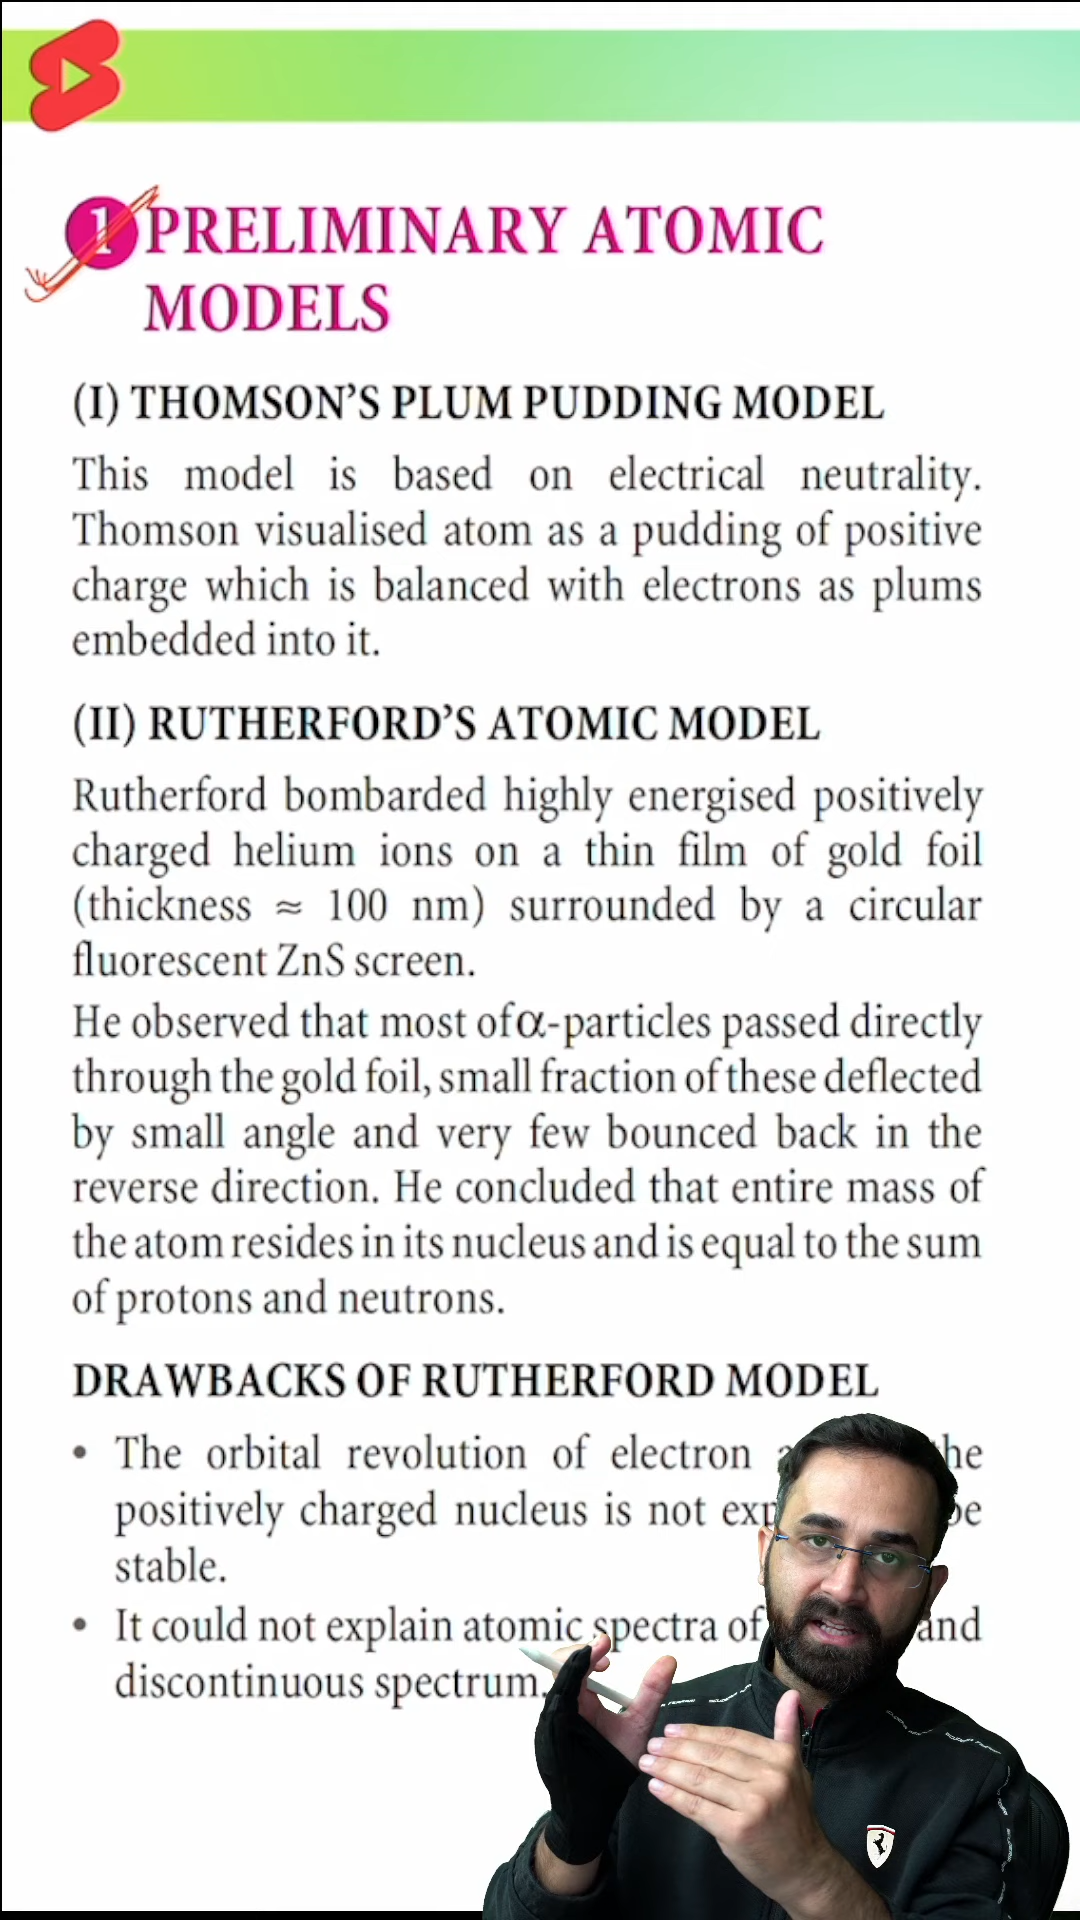 1 PRELIMINARY ATOMIC
MODELS
(I) THOMSON'S PLUM PUDDING MODEL
This model is based on electrical neutrality.
Thomson visualised atom as a pudding of positive
charge which is balanced with electrons as plums
embedded into it.
(II) RUTHERFORD'S ATOMIC MODEL
Rutherford bombarded highly energised positively
charged helium ions on a thin film of gold foil
(thickness ≈ 100 nm) surrounded by a circular
fluorescent ZnS screen.
He observed that most of α-particles passed directly
through the gold foil, small fraction of these deflected
by small angle and very few bounced back in the
reverse direction. He concluded that entire mass of
the atom resides in its nucleus and is equal to the sum
of protons and neutrons.
DRAWBACKS OF RUTHERFORD MODEL
• The orbital revolution of electron
positively charged nucleus is not
stable.
• It could not explain atomic spectra of and
discontinuous spectrum.